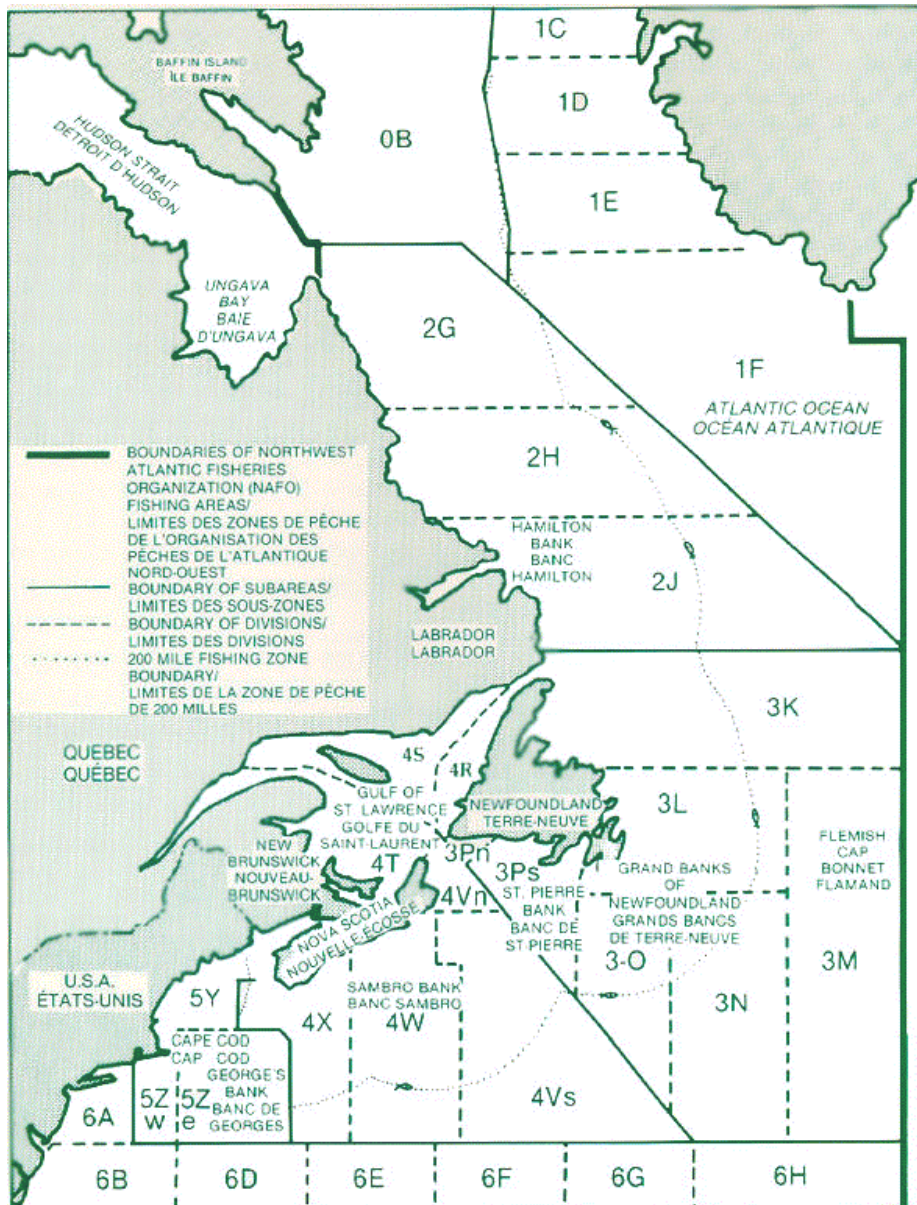 1C
BAFFIN ISLAND
ÎLE BAFFIN
1D
0B
HUDSON STRAIT
DÉTROIT D'HUDSON
1E
UNGAVA
BAY
BAIE
D'UNGAVA
2G
1F
ATLANTIC OCEAN
OCÉAN ATLANTIQUE
BOUNDARIES OF NORTHWEST
ATLANTIC FISHERIES
ORGANIZATION (NAFO)
FISHING AREAS/
LIMITES DES ZONES DE PÊCHE
DE L'ORGANISATION DES
PÊCHES DE L'ATLANTIQUE
NORD-OUEST
BOUNDARY OF SUBAREAS/
LIMITES DES SOUS-ZONES
BOUNDARY OF DIVISIONS/
LIMITES DES DIVISIONS
200 MILE FISHING ZONE
BOUNDARY/
LIMITES DE LA ZONE DE PÊCHE
DE 200 MILLES
2H
HAMILTON
BANK
BANC
HAMILTON
2J
LABRADOR
LABRADOR
3K
QUEBEC
QUÉBEC
4S
4R
GULF OF
ST. LAWRENCE
GOLFE DU
SAINT-LAURENT
NEWFOUNDLAND
TERRE-NEUVE
3L
FLEMISH
CAP
BONNET
FLAMAND
NEW
BRUNSWICK
NOUVEAU-
BRUNSWICK
4T
3Pn
3Ps
4Vn
ST. PIERRE
BANK
BANC DE
ST-PIERRE
GRAND BANKS
OF
NEWFOUNDLAND
GRANDS BANCS
DE TERRE-NEUVE
NOVA SCOTIA
NOUVELLE-ÉCOSSE
3-O
3M
U.S.A.
ÉTATS-UNIS
5Y
SAMBRO BANK
BANC SAMBRO
4X
4W
3N
CAPE COD
CAP COD
GEORGE'S
BANK
BANC DE
GEORGES
6A
5Z
w
5Z
e
4Vs
6B
6D
6E
6F
6G
6H